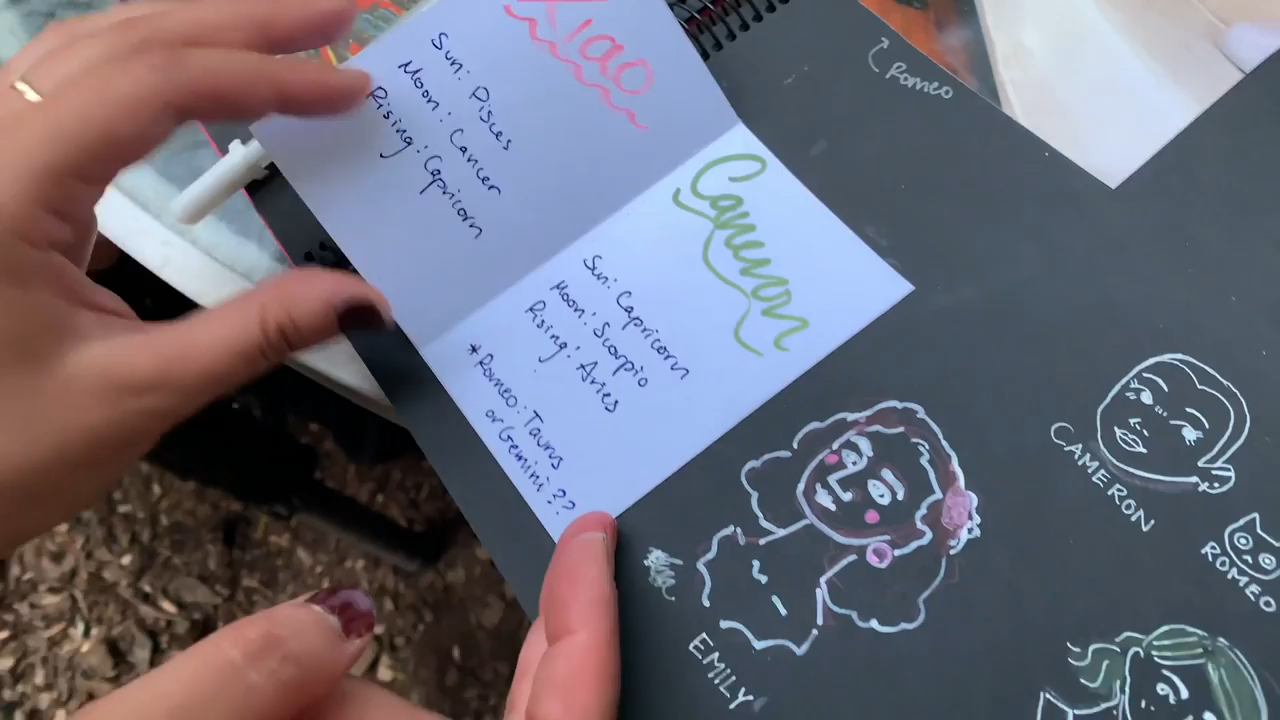 Xiao
Sun: Pisces
Moon: Cancer
Rising: Capricorn
Cameron
Sun: Capricorn
Moon: Scorpio
Rising: Aries
*Romeo: Taurus
or Gemini??
Romeo
EMILY
CAMERON
ROMEO